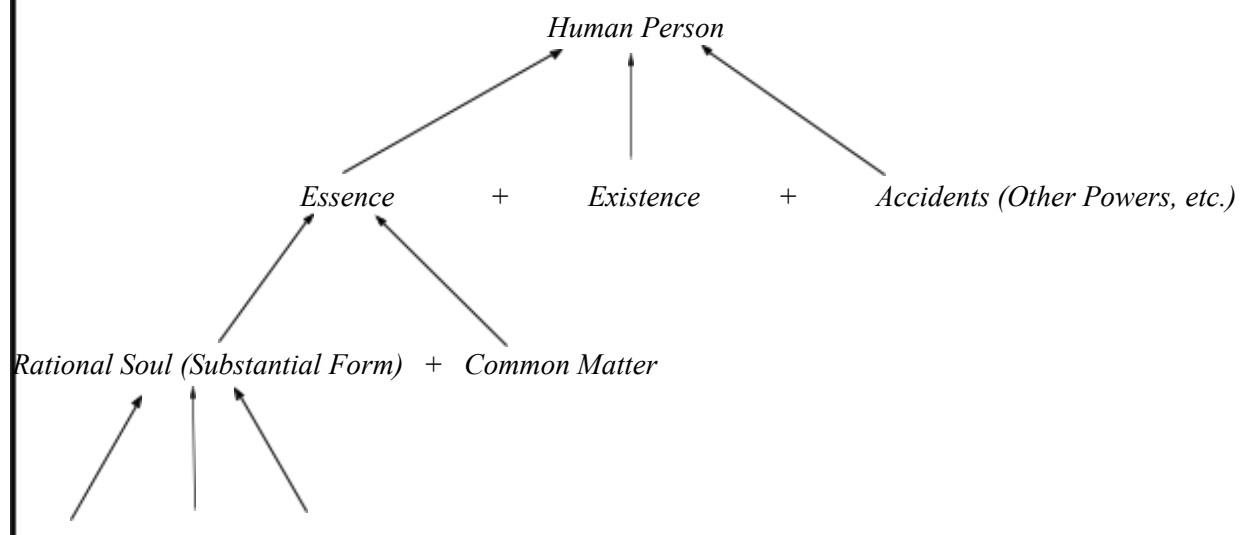 Human Person
Essence + Existence + Accidents (Other Powers, etc.)
Rational Soul (Substantial Form) + Common Matter